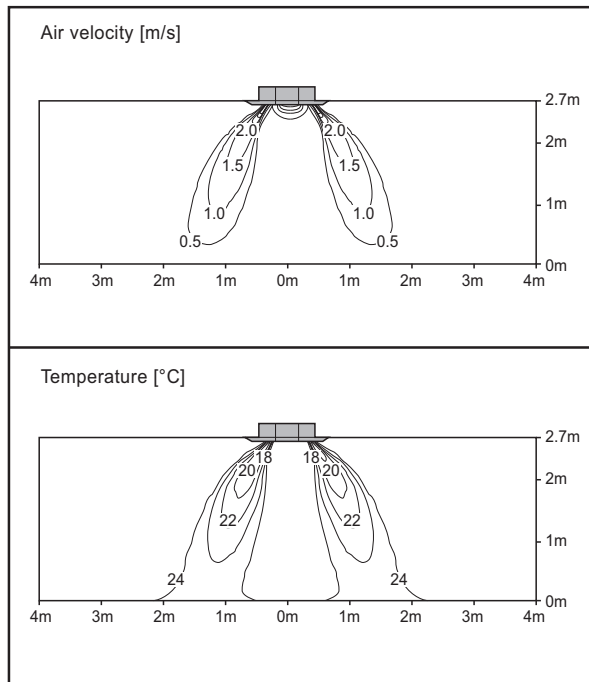 Air velocity [m/s]
2.7m
2.0 2.0
2m
1.5 1.5
1.0 1.0
1m
0.5 0.5
0m
4m 3m 2m 1m 0m 1m 2m 3m 4m
Temperature [°C]
2.7m
18 18
20 20
2m
22 22
1m
24 24
0m
4m 3m 2m 1m 0m 1m 2m 3m 4m